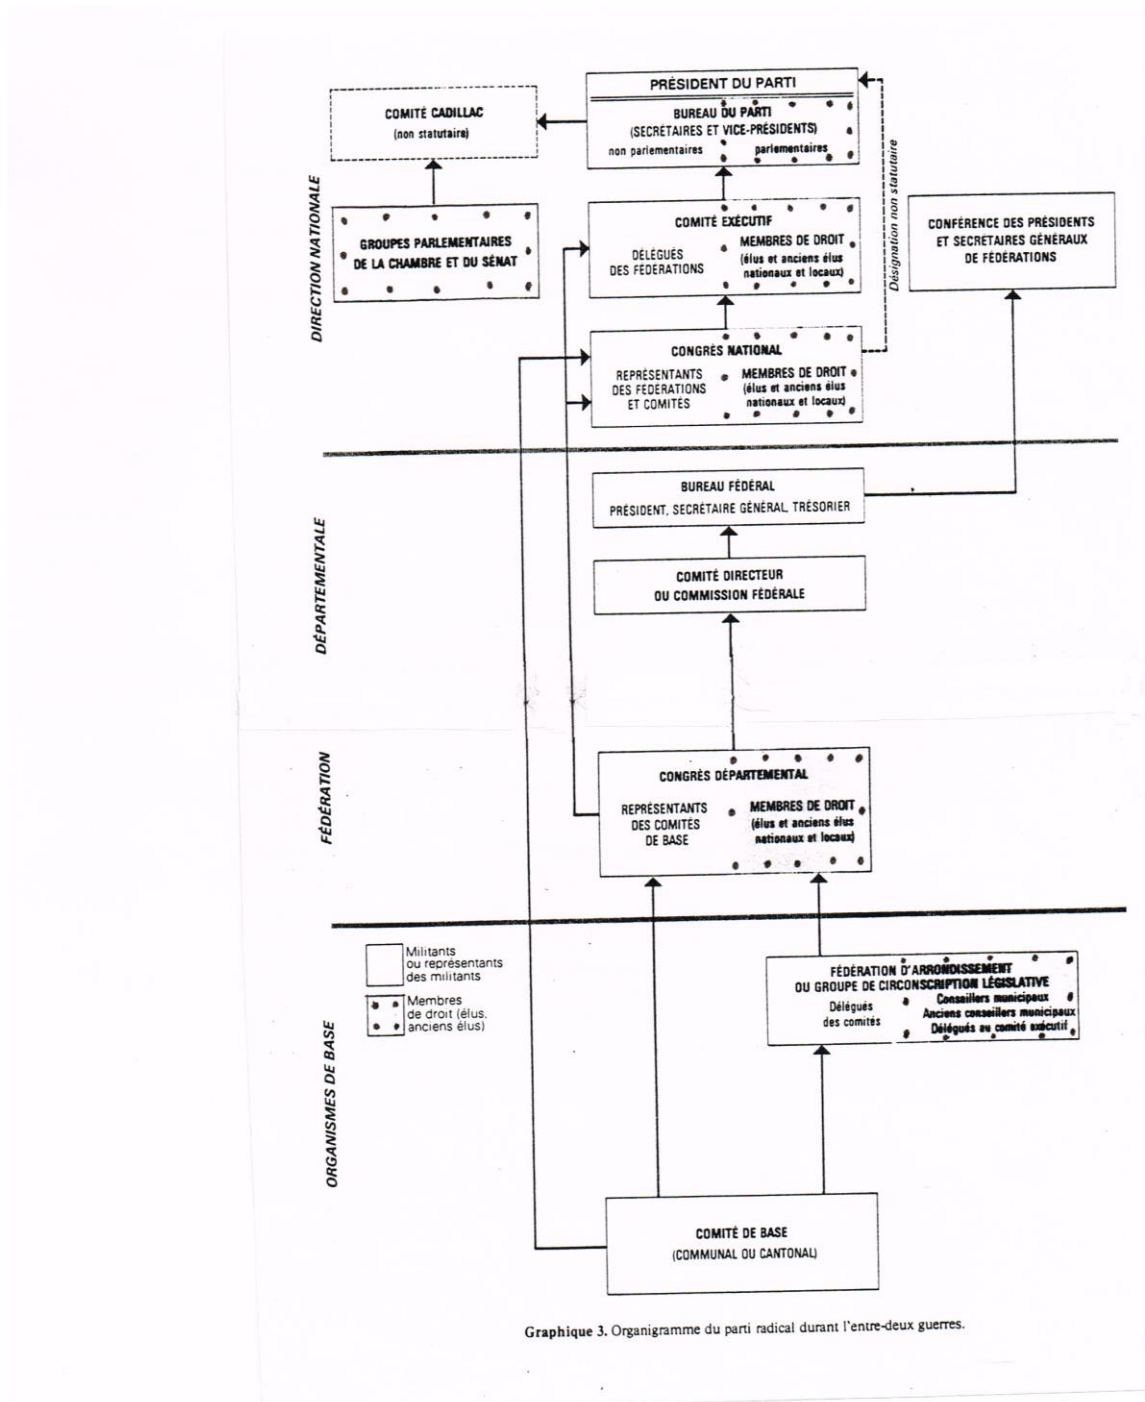 PRÉSIDENT DU PARTI
BUREAU DU PARTI
(SECRÉTAIRES ET VICE-PRÉSIDENTS)
non parlementaires
parlementaires
COMITÉ CADILLAC
(non statutaire)
Désignation non statutaire
DIRECTION NATIONALE
GROUPES PARLEMENTAIRES
DE LA CHAMBRE ET DU SÉNAT
COMITÉ EXÉCUTIF
DÉLÉGUÉS
DES FÉDÉRATIONS
MEMBRES DE DROIT
(élus et anciens élus
nationaux et locaux)
CONFÉRENCE DES PRÉSIDENTS
ET SECRÉTAIRES GÉNÉRAUX
DE FÉDÉRATIONS
CONGRÈS NATIONAL
REPRÉSENTANTS
DES FÉDÉRATIONS
ET COMITÉS
MEMBRES DE DROIT
(élus et anciens élus
nationaux et locaux)
DÉPARTEMENTALE
BUREAU FÉDÉRAL
PRÉSIDENT, SECRÉTAIRE GÉNÉRAL, TRÉSORIER
COMITÉ DIRECTEUR
OU COMMISSION FÉDÉRALE
FÉDÉRATION
CONGRÈS DÉPARTEMENTAL
REPRÉSENTANTS
DES COMITÉS
DE BASE
MEMBRES DE DROIT
(élus et anciens élus
nationaux et locaux)
Militants
ou représentants
des militants
Membres
de droit (élus,
anciens élus)
ORGANISMES DE BASE
FÉDÉRATION D'ARRONDISSEMENT
OU GROUPE DE CIRCONSCRIPTION LÉGISLATIVE
Délégués
des comités
Conseillers municipaux
Anciens conseillers municipaux
Délégués au comité exécutif
COMITÉ DE BASE
(COMMUNAL OU CANTONAL)
Graphique 3. Organigramme du parti radical durant l'entre-deux guerres.